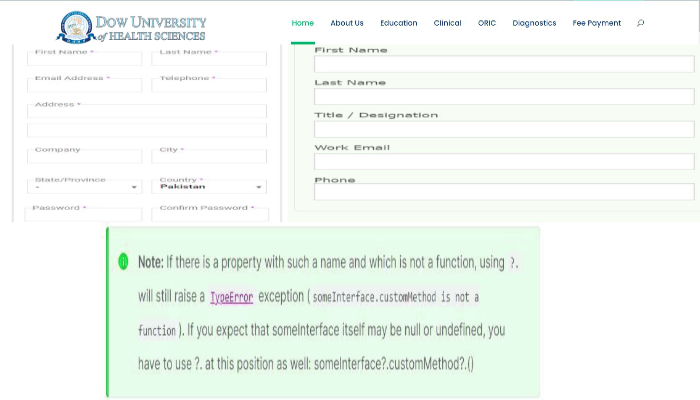 DOW UNIVERSITY
of HEALTH SCIENCES
Home About Us Education Clinical ORIC Diagnostics Fee Payment
First Name * Last Name *
Email Address * Telephone *
Address *
Company City *
State/Province Country *
- Pakistan
Password * Confirm Password *
First Name
Last Name
Title / Designation
Work Email
Phone
Note: If there is a property with such a name and which is not a function, using ?.
will still raise a TypeError exception ( someInterface.customMethod is not a
function ). If you expect that someInterface itself may be null or undefined, you
have to use ?. at this position as well: someInterface?.customMethod?.()